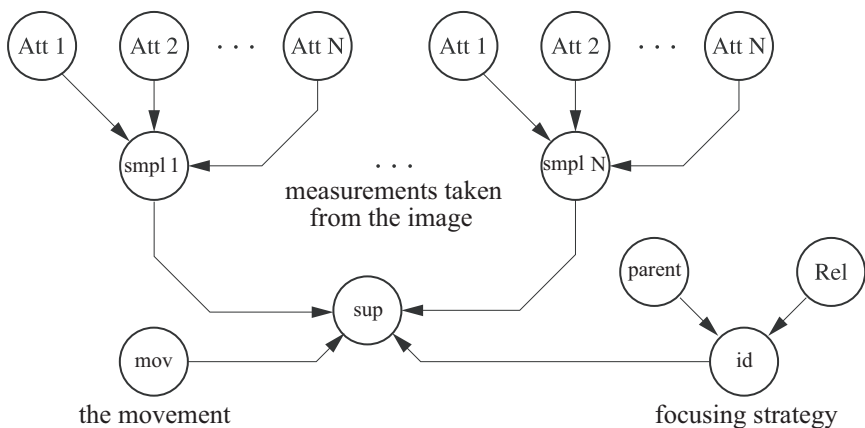 Att 1 Att 2 · · · Att N Att 1 Att 2 · · · Att N
smpl 1 · · · smpl N
measurements taken
from the image
parent Rel
sup
mov id
the movement focusing strategy